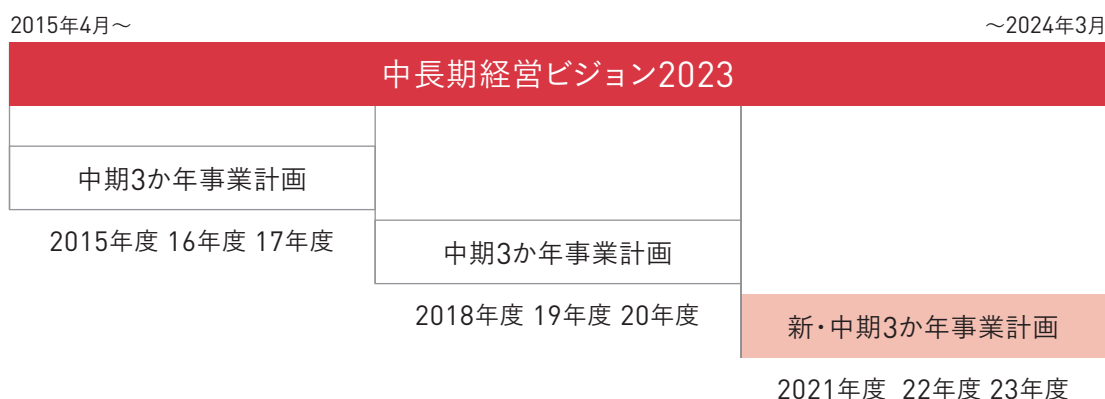 2015年4月～
～2024年3月
中長期経営ビジョン2023
中期3か年事業計画
2015年度 16年度 17年度
中期3か年事業計画
2018年度 19年度 20年度
新・中期3か年事業計画
2021年度 22年度 23年度